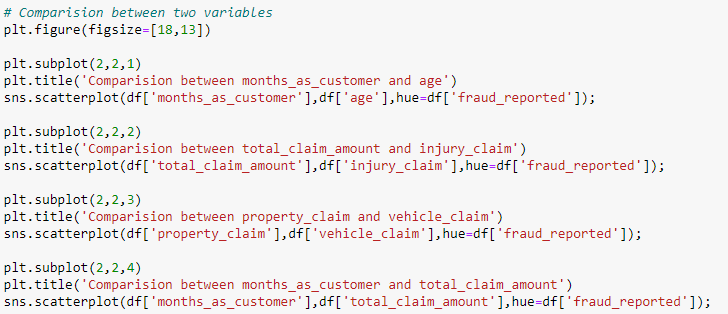 # Comparision between two variables
plt.figure(figsize=[18,13])
plt.subplot(2,2,1)
plt.title('Comparision between months_as_customer and age')
sns.scatterplot(df['months_as_customer'],df['age'],hue=df['fraud_reported']);
plt.subplot(2,2,2)
plt.title('Comparision between total_claim_amount and injury_claim')
sns.scatterplot(df['total_claim_amount'],df['injury_claim'],hue=df['fraud_reported']);
plt.subplot(2,2,3)
plt.title('Comparision between property_claim and vehicle_claim')
sns.scatterplot(df['property_claim'],df['vehicle_claim'],hue=df['fraud_reported']);
plt.subplot(2,2,4)
plt.title('Comparision between months_as_customer and total_claim_amount')
sns.scatterplot(df['months_as_customer'],df['total_claim_amount'],hue=df['fraud_reported']);